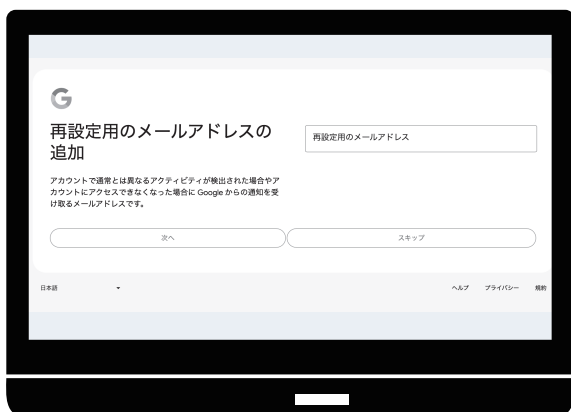 G
再設定用のメールアドレスの
追加
再設定用のメールアドレス
アカウントで通常とは異なるアクティビティが検出された場合やア
カウントにアクセスできなくなった場合に Google からの通知を受
け取るメールアドレスです。
次へ
スキップ
日本語
ヘルプ プライバシー 規約